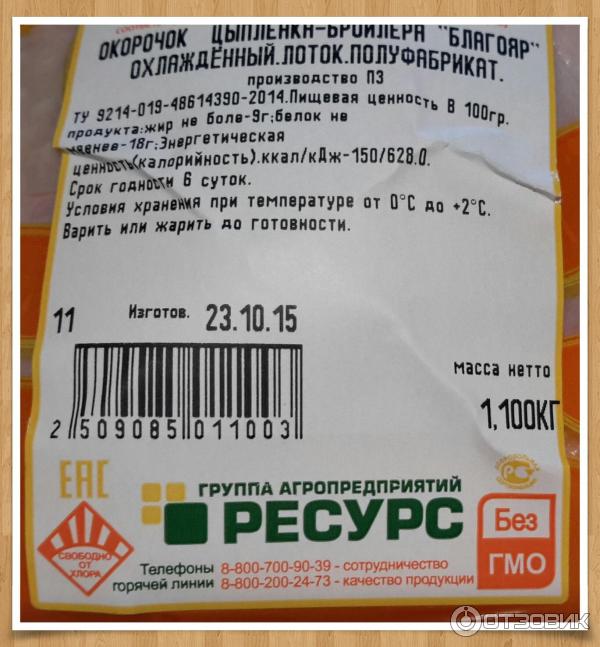 ОКОРОЧОК ЦЫПЛЕНКА-БРОЙЛЕРА "БЛАГОЯР"
ОХЛАЖДЁННЫЙ.ЛОТОК.ПОЛУФАБРИКАТ.
производство ПЗ
ТУ 9214-019-48614390-2014.Пищевая ценность В 100гр.
продукта:жир не боле-9г;белок не
менее-18г;Энергетическая
ценность(калорийность).ккал/кДж-150/628.0.
Срок годности 6 суток.
Условия хранения при температуре от 0°С до +2°С.
Варить или жарить до готовности.
11 Изготов. 23.10.15
масса нетто
1,100КГ
2 509085 011003
ЕАС
СВОБОДНО
ОТ
ХЛОРА
ГРУППА АГРОПРЕДПРИЯТИЙ
РЕСУРС
Без
ГМО
Телефоны 8-800-700-90-39 - сотрудничество
горячей линии 8-800-200-24-73 - качество продукции
ОТЗОВИК